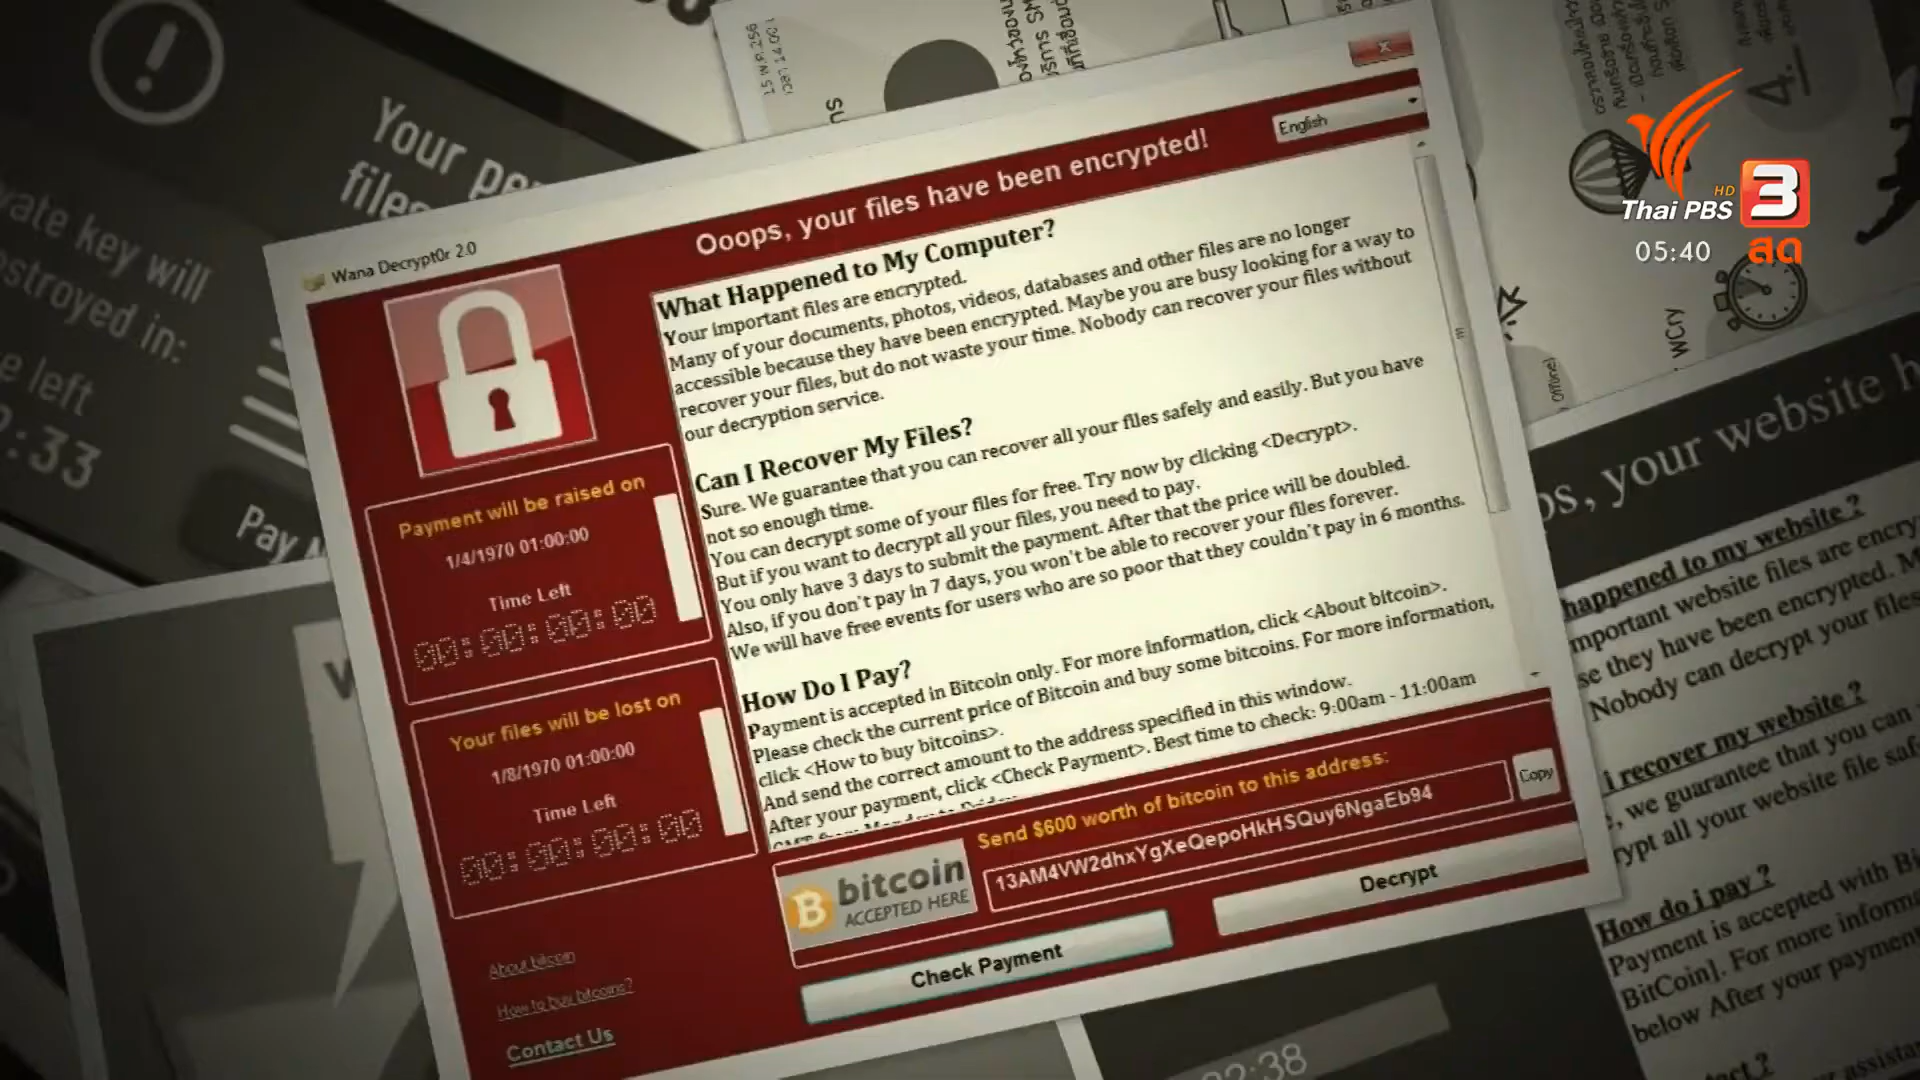 Your per
files
vate key will
stroyed in:
e left
:33
Pay
Wana Decrypt0r 2.0
Ooops, your files have been encrypted!
English
What Happened to My Computer?
Your important files are encrypted.
Many of your documents, photos, videos, databases and other files are no longer
accessible because they have been encrypted. Maybe you are busy looking for a way to
recover your files, but do not waste your time. Nobody can recover your files without
our decryption service.
Can I Recover My Files?
Sure. We guarantee that you can recover all your files safely and easily. But you have
not so enough time.
You can decrypt some of your files for free. Try now by clicking <Decrypt>.
But if you want to decrypt all your files, you need to pay.
You only have 3 days to submit the payment. After that the price will be doubled.
Also, if you don't pay in 7 days, you won't be able to recover your files forever.
We will have free events for users who are so poor that they couldn't pay in 6 months.
How Do I Pay?
Payment is accepted in Bitcoin only. For more information, click <About bitcoin>.
Please check the current price of Bitcoin and buy some bitcoins. For more information,
click <How to buy bitcoins>.
And send the correct amount to the address specified in this window.
After your payment, click <Check Payment>. Best time to check: 9:00am - 11:00am
Payment will be raised on
1/4/1970 01:00:00
Time Left
00:00:00:00
Your files will be lost on
1/8/1970 01:00:00
Time Left
00:00:00:00
About bitcoin
How to buy bitcoins?
Contact Us
bitcoin
ACCEPTED HERE
Send $600 worth of bitcoin to this address:
13AM4VW2dhxYgXeQepoHkHSQuy6NgaEb94
Copy
Check Payment
Decrypt
Thai PBS HD 3
05:40 สด
4.
WCry
ps, your website h
happened to my website ?
mportant website files are encry
se they have been encrypted. M
Nobody can decrypt your files
i recover my website ?
, we guarantee that you can
rypt all your website file saf
How do i pay ?
Payment is accepted with Bi
BitCoin]. For more informa
below After your payment
tact ?
assista
02:38